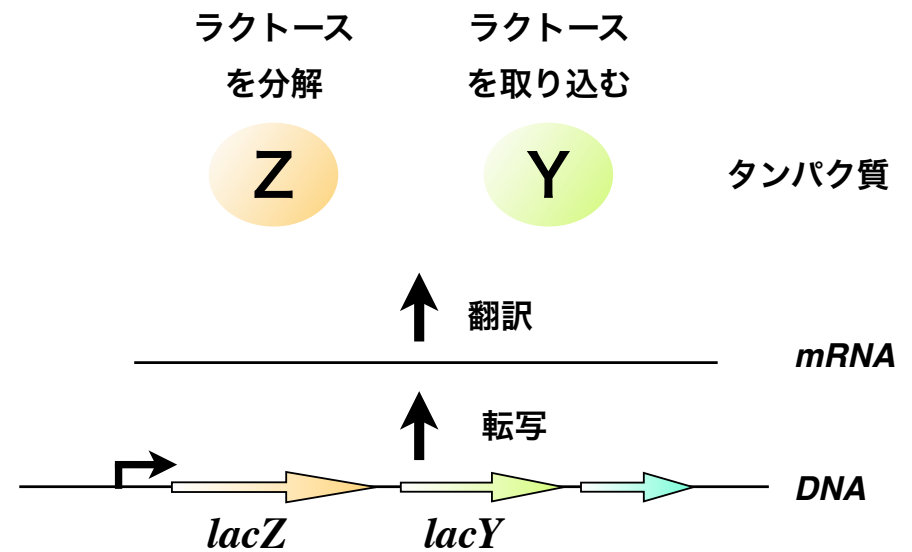 ラクトース
を分解
ラクトース
を取り込む
Z
Y
タンパク質
翻訳
mRNA
転写
DNA
lacZ
lacY